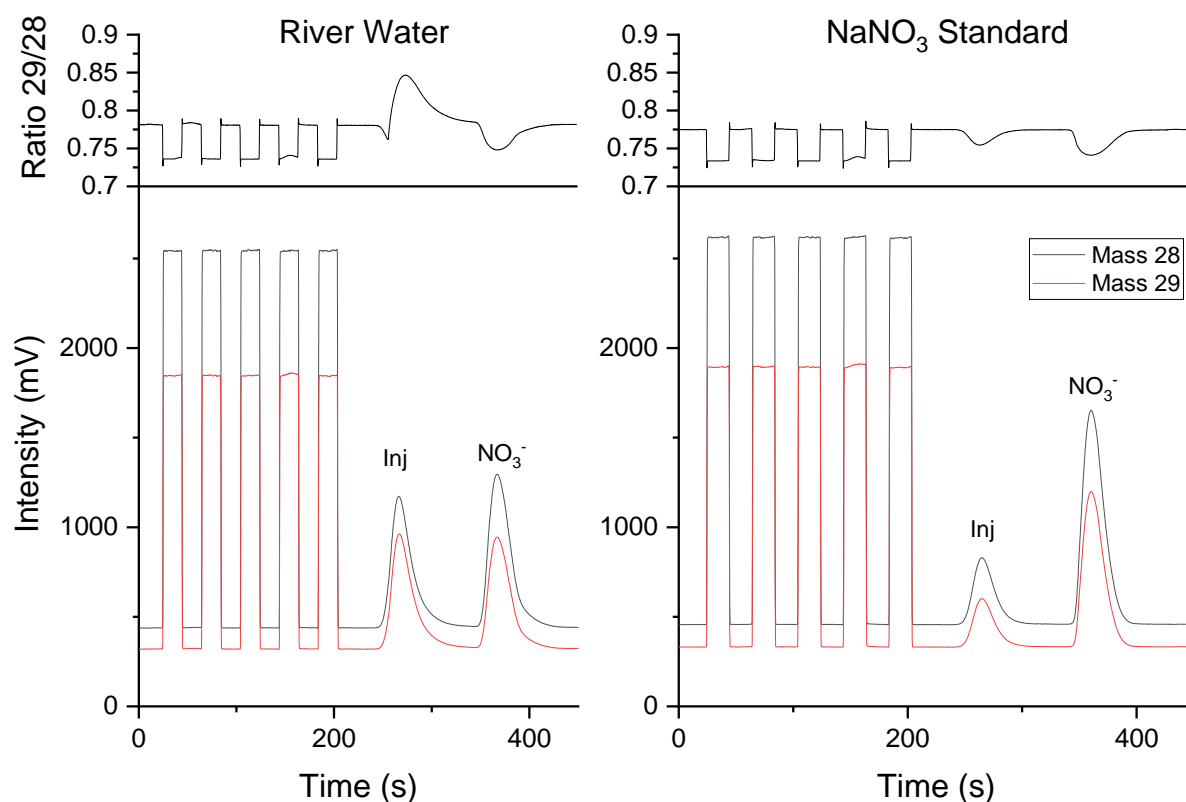 River Water
NaNO₃ Standard
Ratio 29/28
0.9
0.85
0.8
0.75
0.7
0.9
0.85
0.8
0.75
0.7
Intensity (mV)
2000
1000
0
2000
1000
0
Inj
NO₃⁻
Inj
NO₃⁻
Mass 28
Mass 29
0 200 400
0 200 400
Time (s)
Time (s)